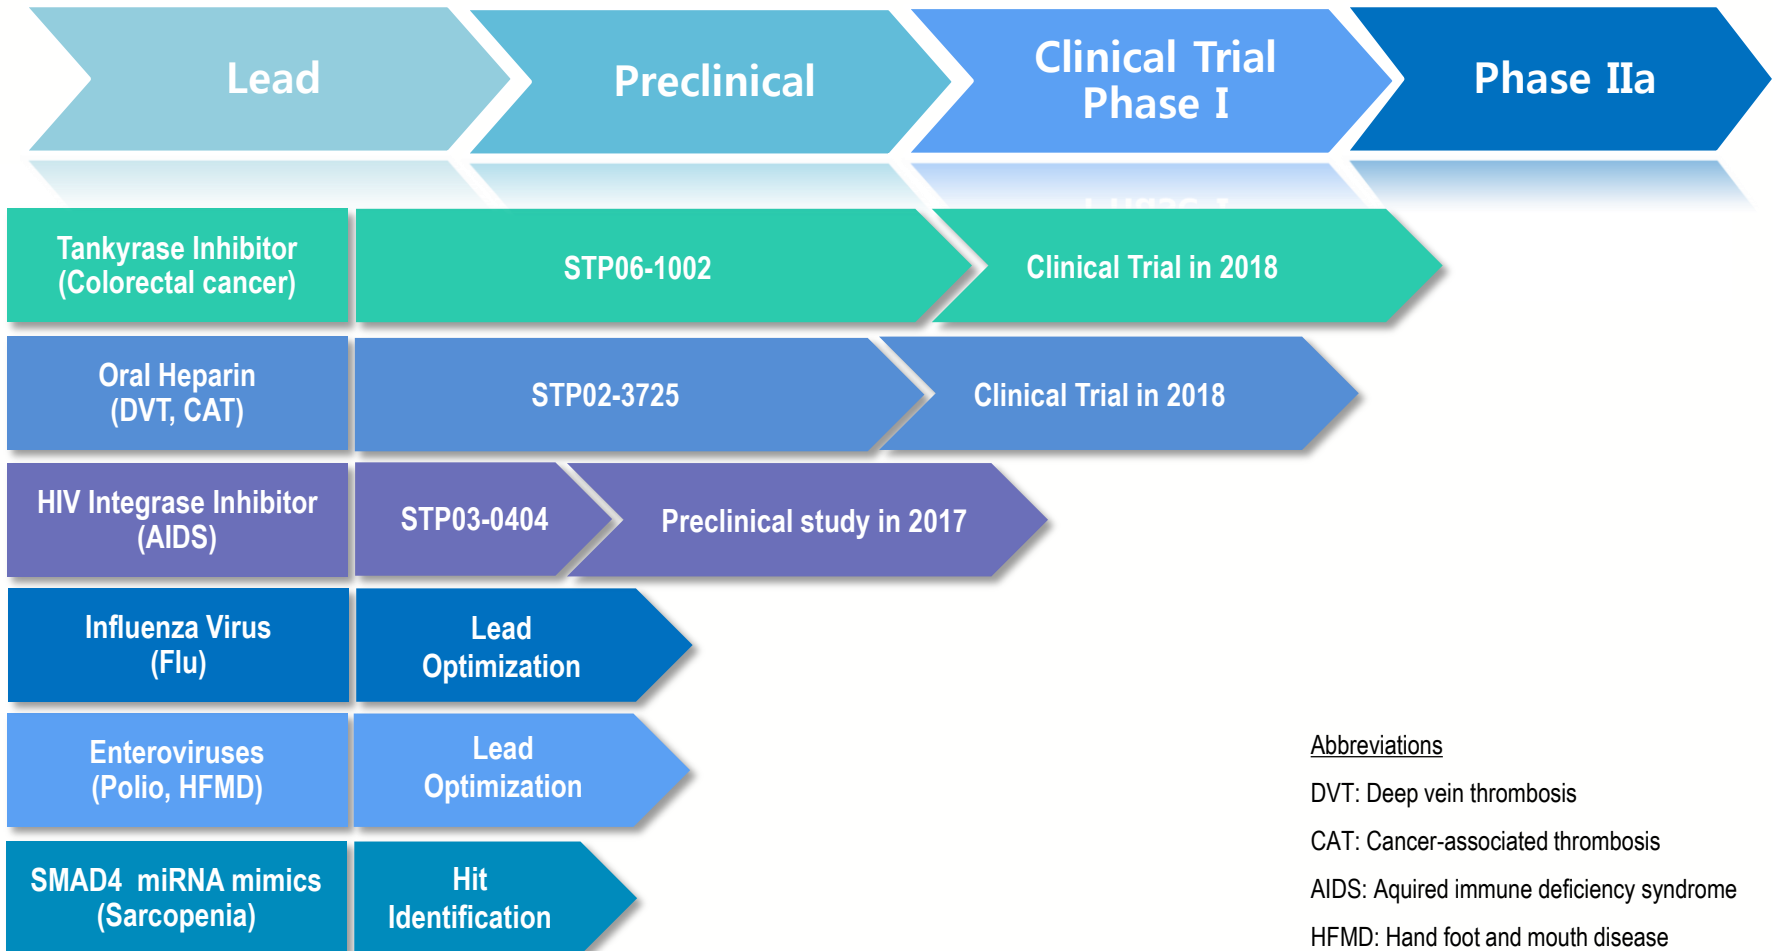 Lead
Preclinical
Clinical Trial
Phase I
Phase IIa
Tankyrase Inhibitor
(Colorectal cancer)
STP06-1002
Clinical Trial in 2018
Oral Heparin
(DVT, CAT)
STP02-3725
Clinical Trial in 2018
HIV Integrase Inhibitor
(AIDS)
STP03-0404
Preclinical study in 2017
Influenza Virus
(Flu)
Lead
Optimization
Enteroviruses
(Polio, HFMD)
Lead
Optimization
SMAD4 miRNA mimics
(Sarcopenia)
Hit
Identification
Abbreviations
DVT: Deep vein thrombosis
CAT: Cancer-associated thrombosis
AIDS: Aquired immune deficiency syndrome
HFMD: Hand foot and mouth disease